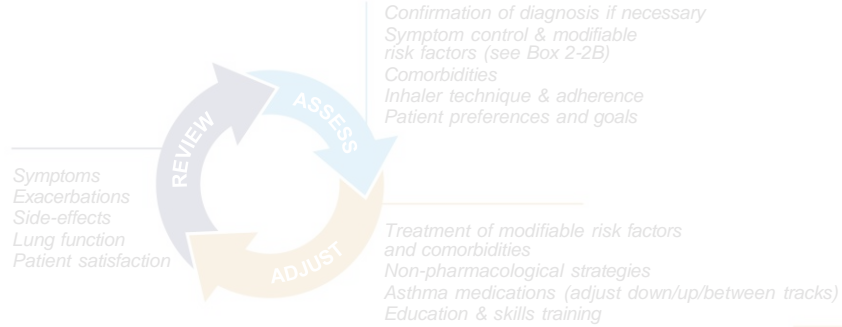 Confirmation of diagnosis if necessary
Symptom control & modifiable
risk factors (see Box 2-2B)
Comorbidities
Inhaler technique & adherence
Patient preferences and goals
ASSESS
REVIEW
Symptoms
Exacerbations
Side-effects
Lung function
Patient satisfaction
ADJUST
Treatment of modifiable risk factors
and comorbidities
Non-pharmacological strategies
Asthma medications (adjust down/up/between tracks)
Education & skills training